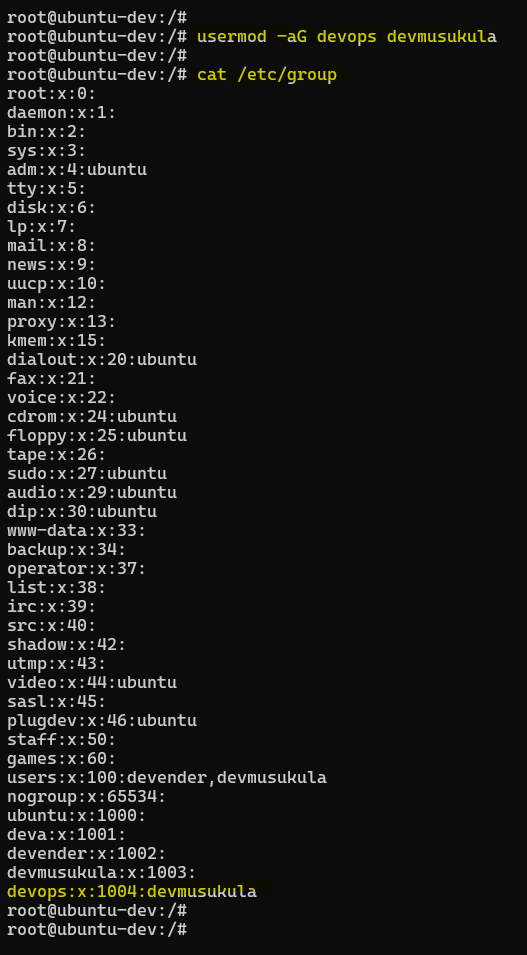 root@ubuntu-dev:/#
root@ubuntu-dev:/# usermod -aG devops devmusukula
root@ubuntu-dev:/#
root@ubuntu-dev:/# cat /etc/group
root:x:0:
daemon:x:1:
bin:x:2:
sys:x:3:
adm:x:4:ubuntu
tty:x:5:
disk:x:6:
lp:x:7:
mail:x:8:
news:x:9:
uucp:x:10:
man:x:12:
proxy:x:13:
kmem:x:15:
dialout:x:20:ubuntu
fax:x:21:
voice:x:22:
cdrom:x:24:ubuntu
floppy:x:25:ubuntu
tape:x:26:
sudo:x:27:ubuntu
audio:x:29:ubuntu
dip:x:30:ubuntu
www-data:x:33:
backup:x:34:
operator:x:37:
list:x:38:
irc:x:39:
src:x:40:
shadow:x:42:
utmp:x:43:
video:x:44:ubuntu
sasl:x:45:
plugdev:x:46:ubuntu
staff:x:50:
games:x:60:
users:x:100:devender,devmusukula
nogroup:x:65534:
ubuntu:x:1000:
deva:x:1001:
devender:x:1002:
devmusukula:x:1003:
devops:x:1004:devmusukula
root@ubuntu-dev:/#
root@ubuntu-dev:/#